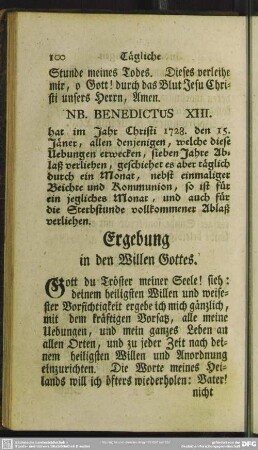 100 Tägliche
Stunde meines Todes. Dieses verleihe
mir, o Gott! durch das Blut Jesu Chri-
sti unsers Herrn, Amen.
NB. BENEDICTUS XIII.
hat im Jahr Christi 1728. den 15.
Jäner, allen denjenigen, welche diese
Uebungen erwecken, sieben Jahre Ab-
laß verliehen, geschiehet es aber täglich
durch ein Monat, nebst einmaliger
Beichte und Kommunion, so ist für
ein jegliches Monat, und auch für
die Sterbstunde vollkommener Ablaß
verliehen.
Ergebung
in den Willen Gottes.
Gott du Tröster meiner Seele! sieh:
deinem heiligsten Willen und weise-
ster Vorsichtigkeit ergebe ich mich gänzlich,
mit dem kräftigen Vorsatz, alle meine
Uebungen, und mein ganzes Leben an
allen Orten, und zu jeder Zeit nach dei-
nem heiligsten Willen und Anordnung
einzurichten. Die Worte meines Hei-
lands will ich öfters wiederholen: Vater!
nicht